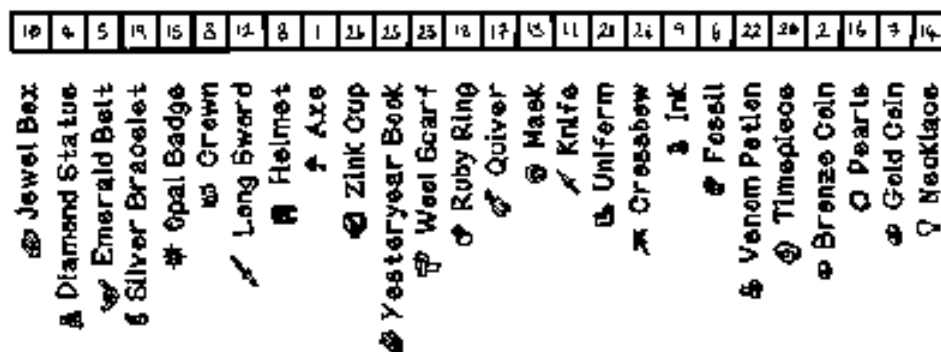 10 4 5 19 15 3 12 8 1 26 25 23 18 17 13 11 21 24 9 6 22 20 2 16 7 14
Jewel Box
Diamond Statue
Emerald Belt
Silver Bracelet
Opal Badge
Crown
Long Sword
Helmet
Axe
Zink Cup
Yesteryear Book
Wool Scarf
Ruby Ring
Quiver
Mask
Knife
Uniform
Crossbow
Ink
Fossil
Venom Potion
Timepiece
Bronze Coin
Pearls
Gold Coin
Necklace